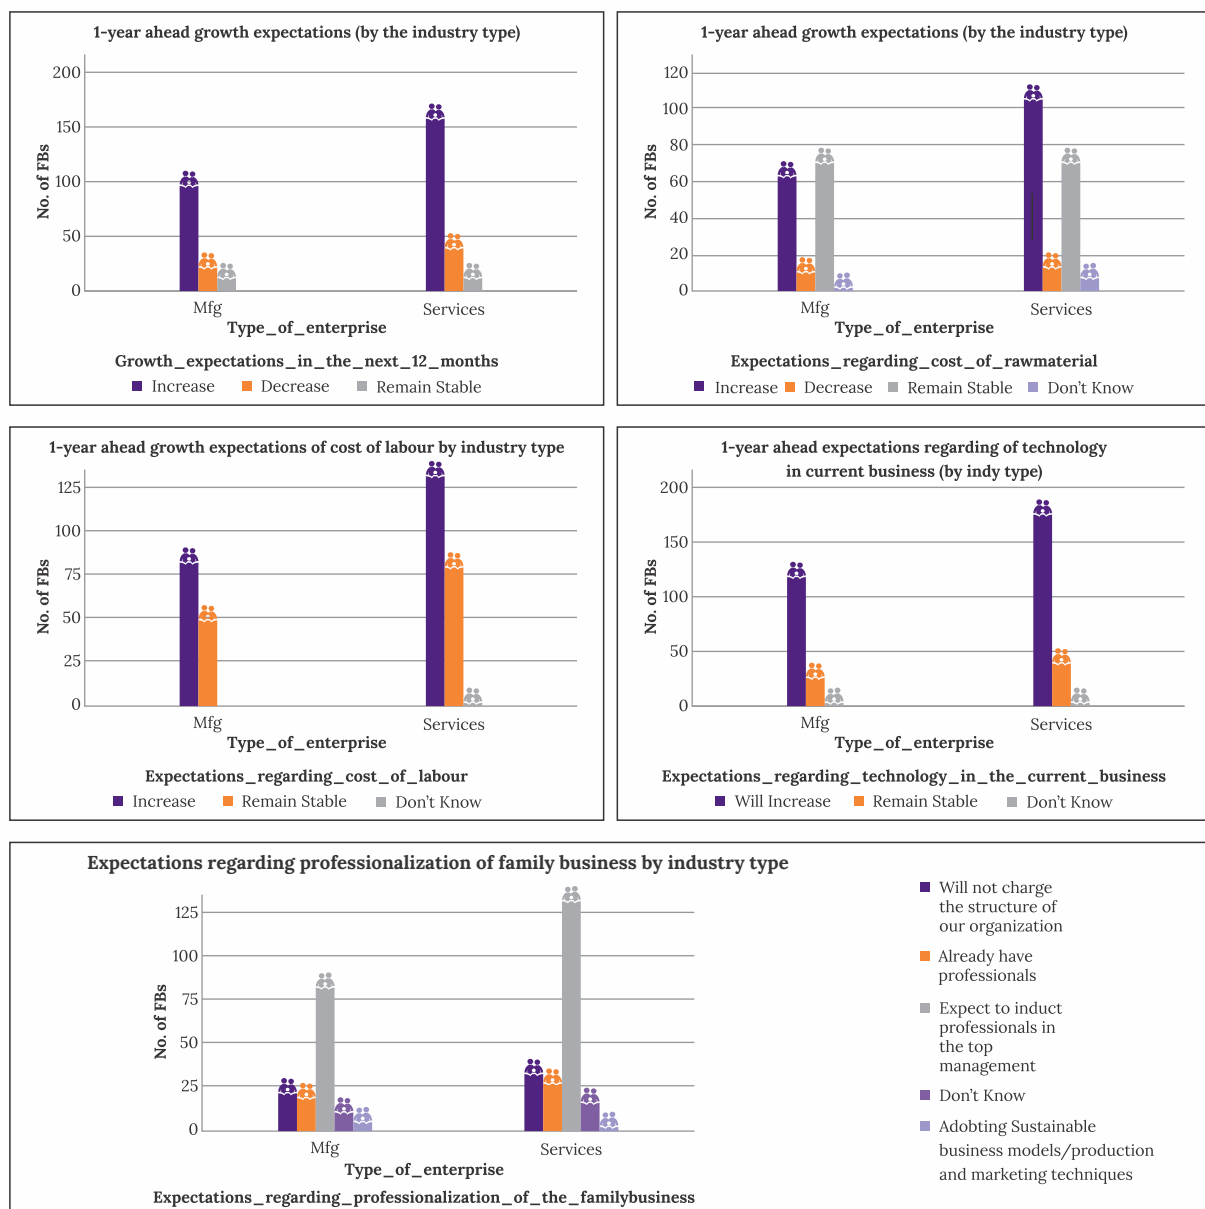 1-year ahead growth expectations (by the industry type)
200
150
100
50
0
No. of FBs
Mfg
Services
Type_of_enterprise
Growth_expectations_in_the_next_12_months
Increase Decrease Remain Stable
1-year ahead growth expectations (by the industry type)
120
100
80
60
40
20
0
No. of FBs
Mfg
Services
Type_of_enterprise
Expectations_regarding_cost_of_rawmaterial
Increase Decrease Remain Stable Don't Know
1-year ahead growth expectations of cost of labour by industry type
125
100
75
50
25
0
No. of FBs
Mfg
Services
Type_of_enterprise
Expectations_regarding_cost_of_labour
Increase Remain Stable Don't Know
1-year ahead expectations regarding of technology
in current business (by indy type)
200
150
100
50
0
No. of FBs
Mfg
Services
Type_of_enterprise
Expectations_regarding_technology_in_the_current_business
Will Increase Remain Stable Don't Know
Expectations regarding professionalization of family business by industry type
125
100
75
50
25
0
No. of FBs
Mfg
Services
Type_of_enterprise
Expectations_regarding_professionalization_of_the_familybusiness
Will not charge
the structure of
our organization
Already have
professionals
Expect to induct
professionals in
the top
management
Don't Know
Adobting Sustainable
business models/production
and marketing techniques